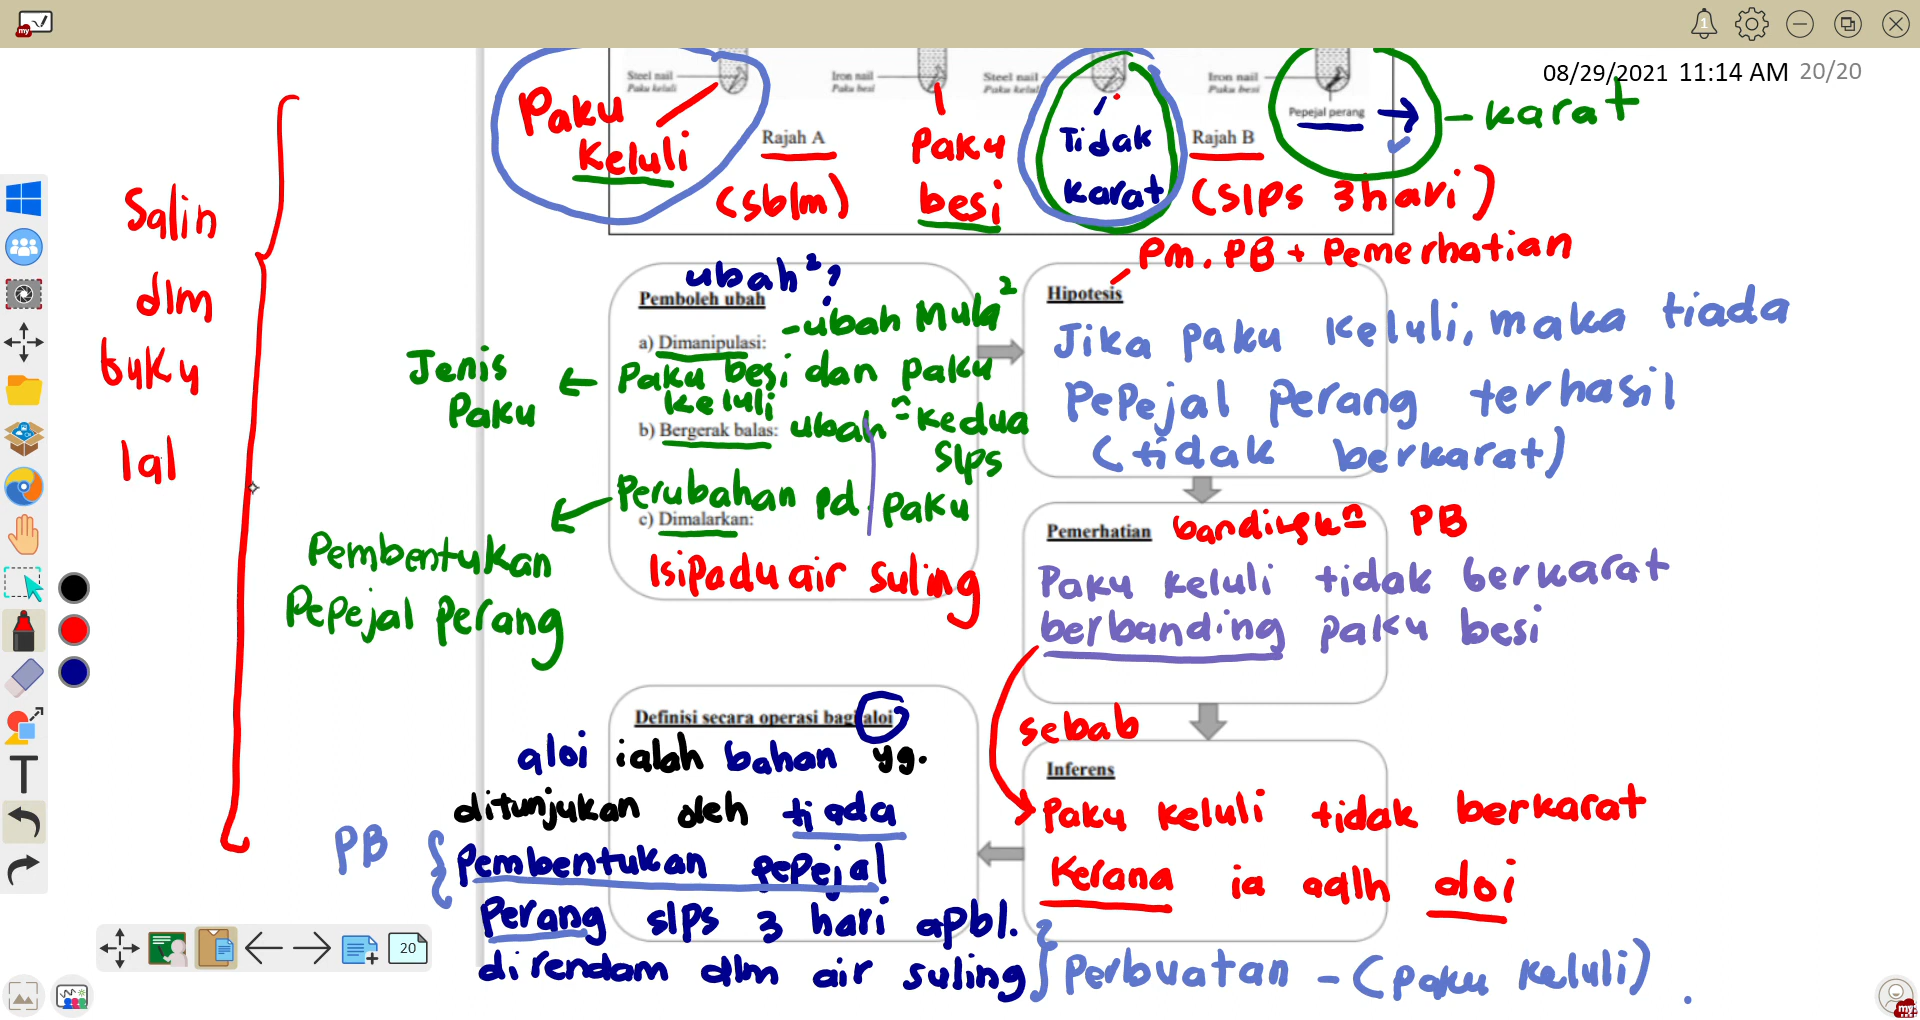 08/29/2021 11:14 AM 20/20
Steel nail
Paku keluli
Iron nail
Paku besi
Steel nail
Paku keluli
Iron nail
Paku besi
Pepejal perang
- karat
Paku
Keluli
Rajah A
(sblm)
Paku
besi
Tidak
Karat
Rajah B
(slps 3 hari)
Salin
dlm
buku
lal
ubah²?
Pemboleh ubah
a) Dimanipulasi:
- ubah Mula²
Paku besi dan Paku
keluli
Jenis
Paku
b) Bergerak balas:
ubahⁿ = kedua
Slps
Perubahan pd. Paku
Pembentukan
Pepejal Perang
c) Dimalarkan:
Isipadu air suling
Pm. PB + Pemerhatian
Hipotesis
Jika paku keluli, maka tiada
Pepejal perang terhasil
(tidak berkarat)
Pemerhatian
bandingkⁿ PB
Paku keluli tidak berkarat
berbanding paku besi
sebab
Inferens
Paku keluli tidak berkarat
Kerana ia adlh aloi
Definisi secara operasi bagi aloi
aloi ialah bahan yg.
ditunjukan oleh tiada
PB
Pembentukan pepejal
Perang slps 3 hari apbl.
direndam dlm air suling
Perbuatan - (paku keluli)
20